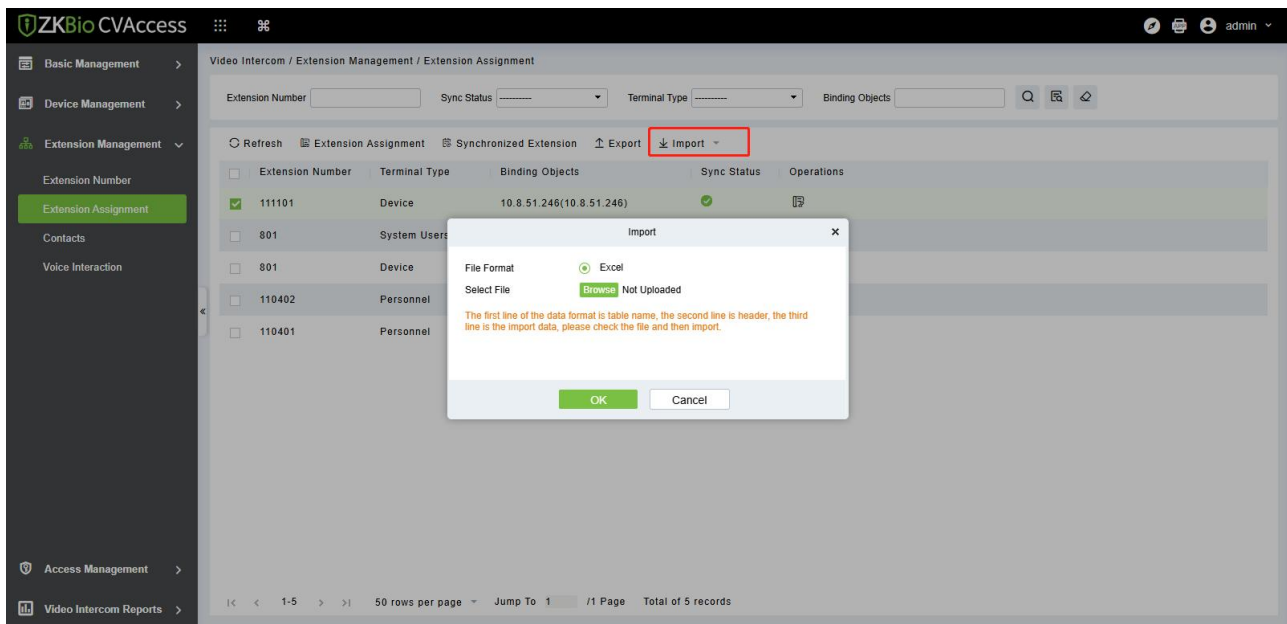 ZKBio CVAccess
admin
Basic Management
Device Management
Extension Management
Extension Number
Extension Assignment
Contacts
Voice Interaction
Access Management
Video Intercom Reports
Video Intercom / Extension Management / Extension Assignment
Extension Number Sync Status ---------- Terminal Type ---------- Binding Objects
Refresh Extension Assignment Synchronized Extension Export Import
Extension Number Terminal Type Binding Objects Sync Status Operations
111101 Device 10.8.51.246(10.8.51.246)
801 System Users
801 Device
110402 Personnel
110401 Personnel
Import
File Format Excel
Select File Browse Not Uploaded
The first line of the data format is table name, the second line is header, the third
line is the import data, please check the file and then import.
OK Cancel
1-5 50 rows per page Jump To 1 /1 Page Total of 5 records